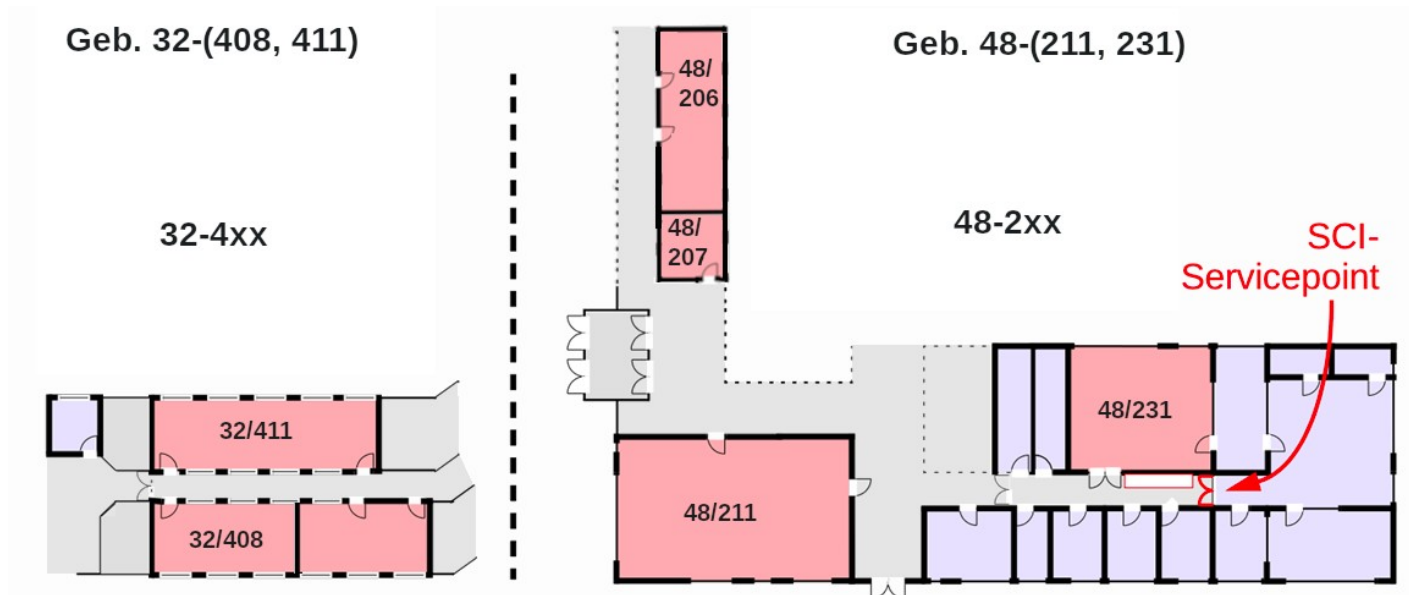 Geb. 32-(408, 411)
Geb. 48-(211, 231)
48/
206
32-4xx
48-2xx
48/
207
SCI-
Servicepoint
32/411
48/231
48/211
32/408